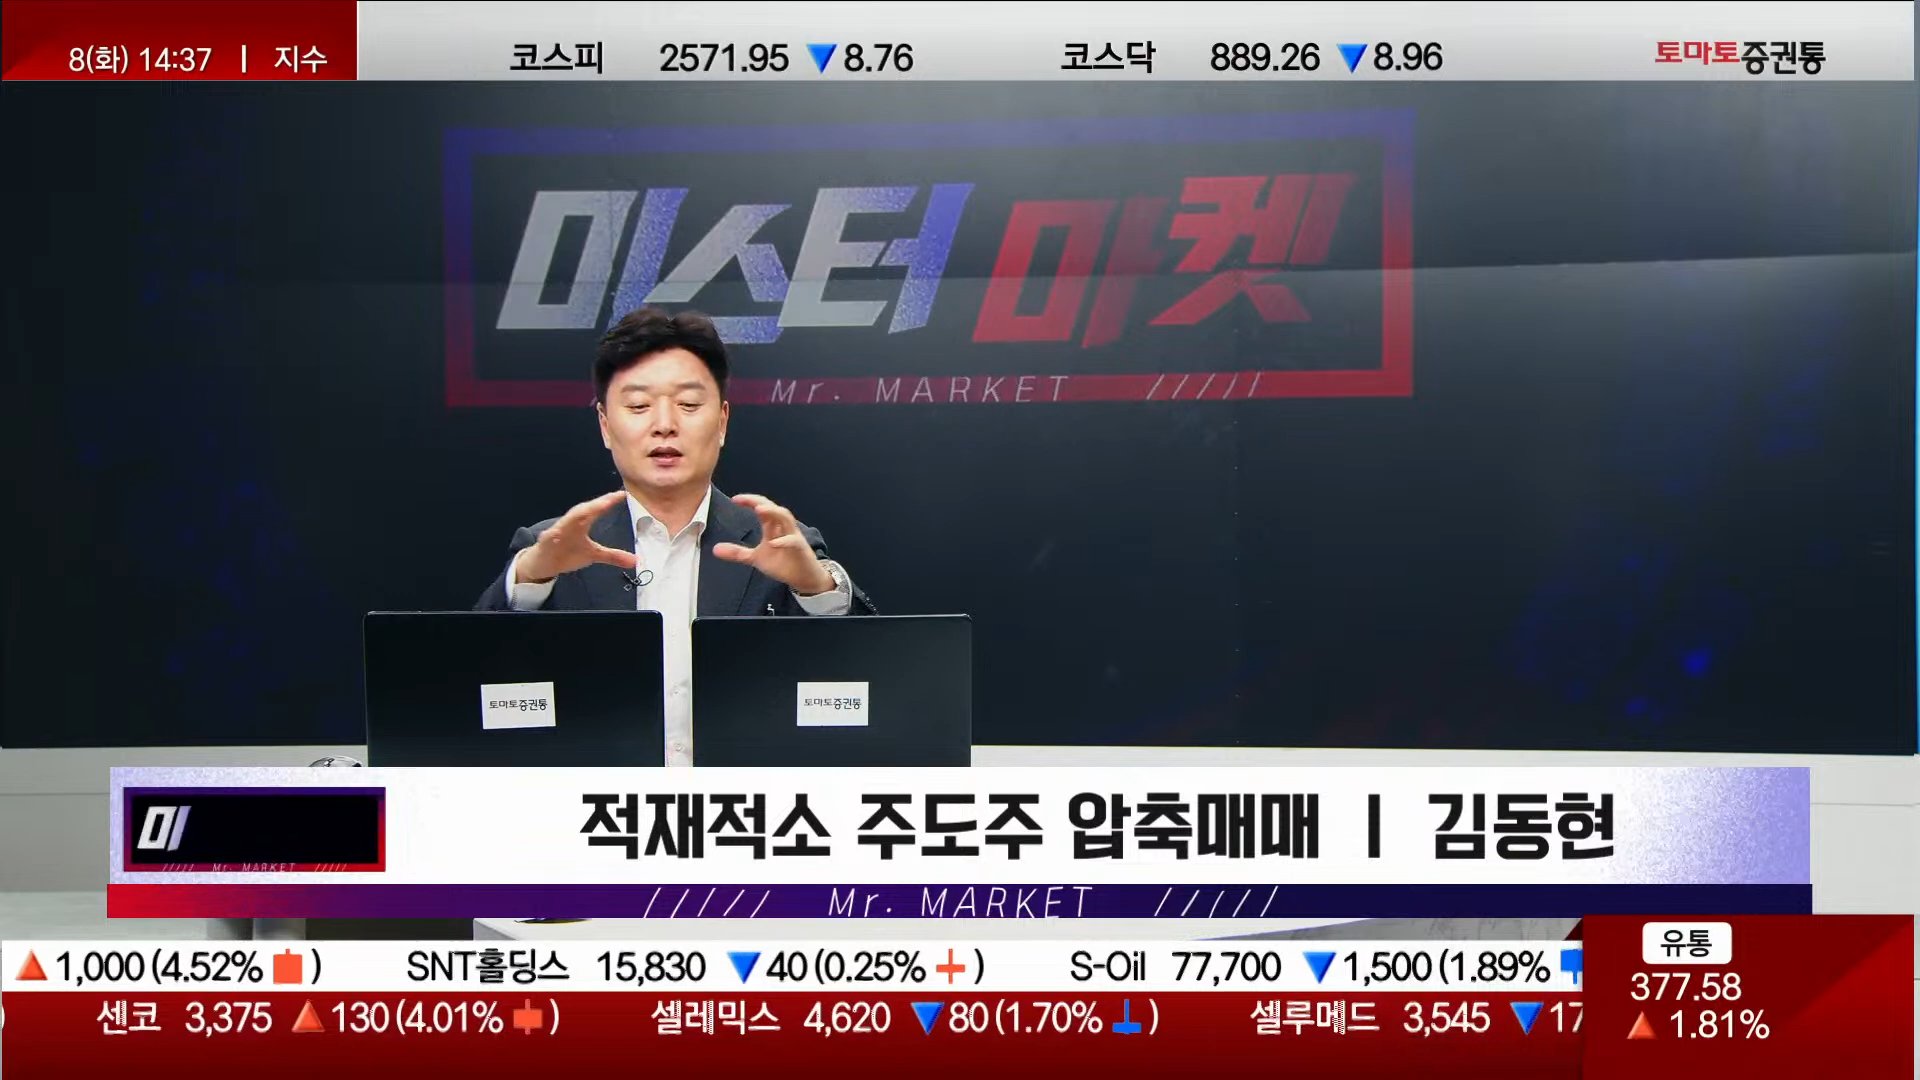 8(화) 14:37 | 지수 코스피 2571.95 ▼8.76 코스닥 889.26 ▼8.96 토마토증권통
미스터 마켓
Mr. MARKET /////
토마토증권통 토마토증권통
미 적재적소 주도주 압축매매 | 김동현
///// Mr. MARKET /////
///// Mr. MARKET /////
유통
▲1,000(4.52% ) SNT홀딩스 15,830 ▼40(0.25% ) S-Oil 77,700 ▼1,500(1.89%
377.58
) 센코 3,375 ▲130(4.01% ) 셀레믹스 4,620 ▼80(1.70% ) 셀루메드 3,545 ▼17
▲ 1.81%